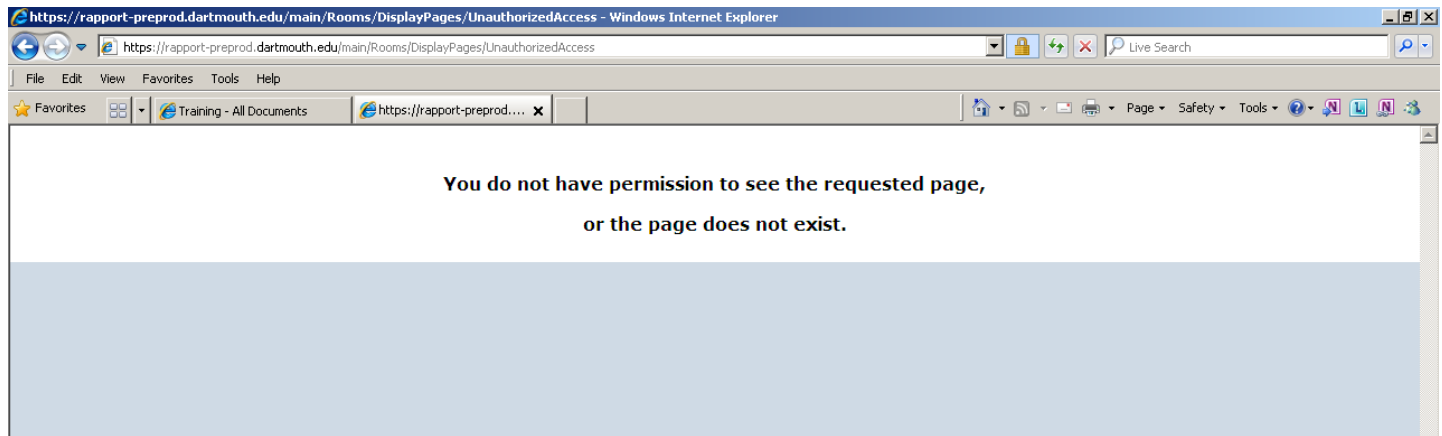 https://rapport-preprod.dartmouth.edu/main/Rooms/DisplayPages/UnauthorizedAccess - Windows Internet Explorer
https://rapport-preprod.dartmouth.edu/main/Rooms/DisplayPages/UnauthorizedAccess Live Search
File Edit View Favorites Tools Help
Favorites Training - All Documents https://rapport-preprod.... Page Safety Tools
You do not have permission to see the requested page,
or the page does not exist.